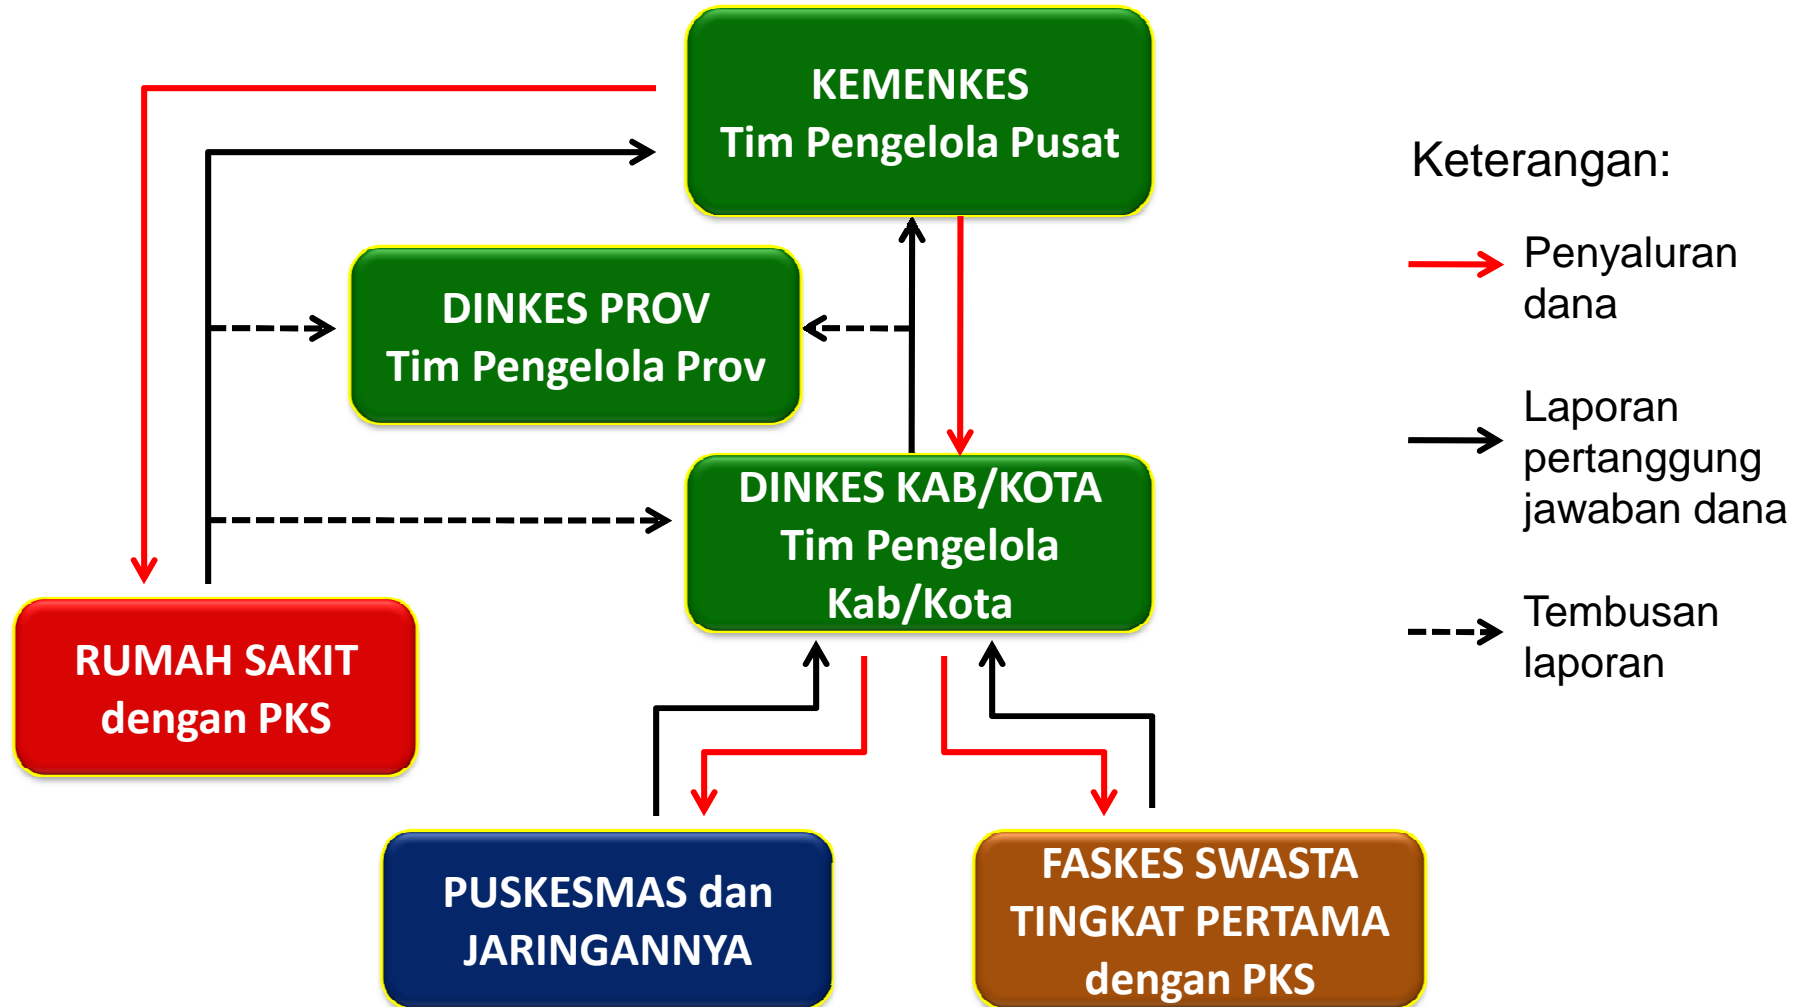 KEMENKES
Tim Pengelola Pusat
DINKES PROV
Tim Pengelola Prov
DINKES KAB/KOTA
Tim Pengelola
Kab/Kota
RUMAH SAKIT
dengan PKS
PUSKESMAS dan
JARINGANNYA
FASKES SWASTA
TINGKAT PERTAMA
dengan PKS
Keterangan:
Penyaluran
dana
Laporan
pertanggung
jawaban dana
Tembusan
laporan